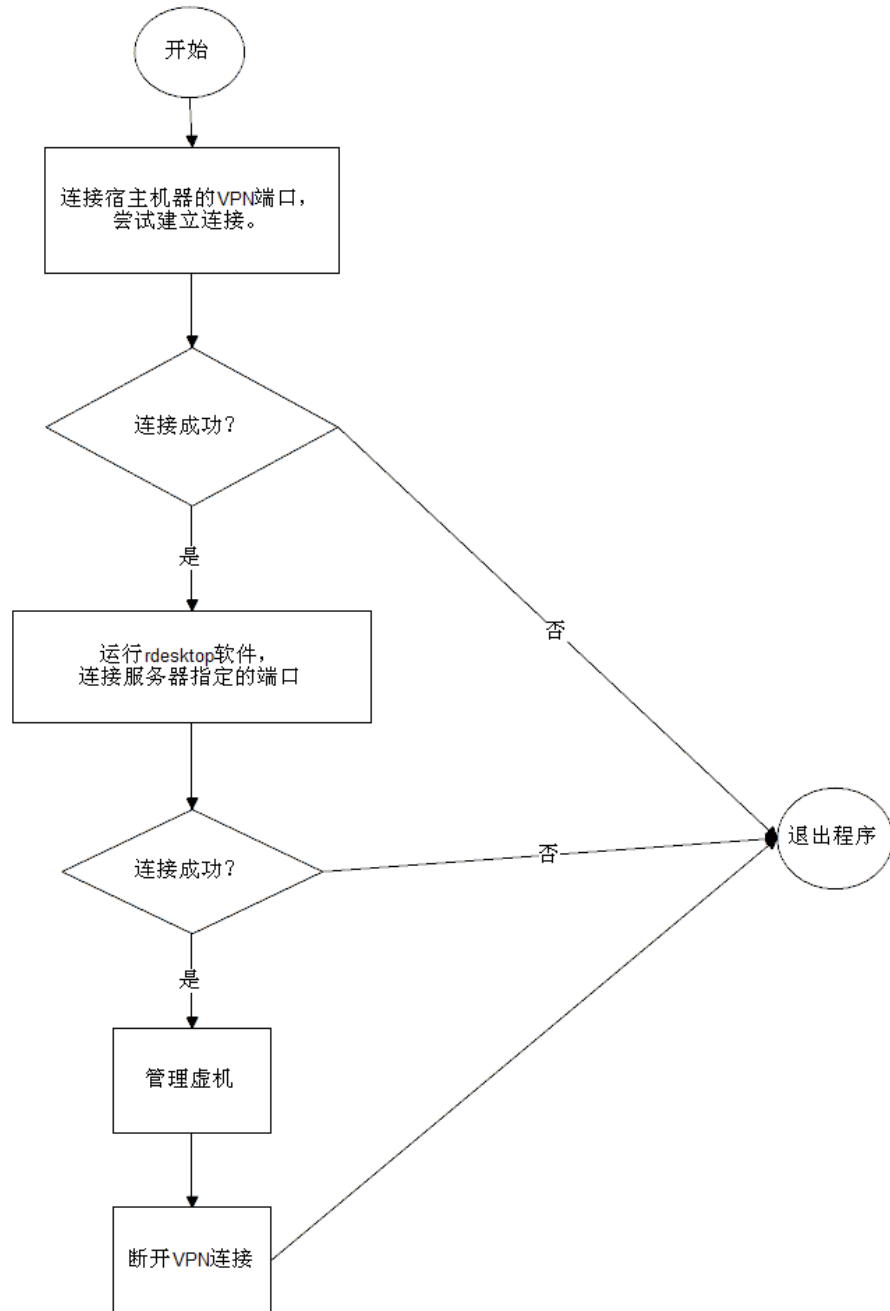 开始
连接宿主机器的VPN端口，
尝试建立连接。
连接成功?
是
否
运行rdesktop软件，
连接服务器指定的端口
退出程序
否
连接成功?
是
管理虚机
断开VPN连接